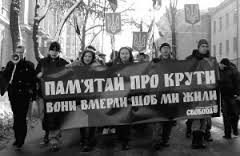 ПАМ'ЯТАЙ ПРО КРУТИ
ВОНИ ВМЕРЛИ ЩОБ МИ ЖИЛИ
СВОБОДА